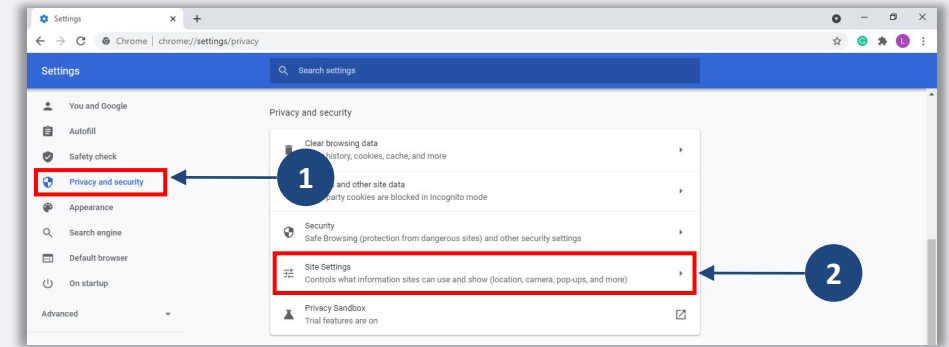 Settings
Chrome | chrome://settings/privacy
L
Settings
Search settings
You and Google
Autofill
Safety check
Privacy and security
Appearance
Search engine
Default browser
On startup
Advanced
Privacy and security
Clear browsing data
history, cookies, cache, and more
and other site data
party cookies are blocked in Incognito mode
Security
Safe Browsing (protection from dangerous sites) and other security settings
Site Settings
Controls what information sites can use and show (location, camera, pop-ups, and more)
Privacy Sandbox
Trial features are on
1
2